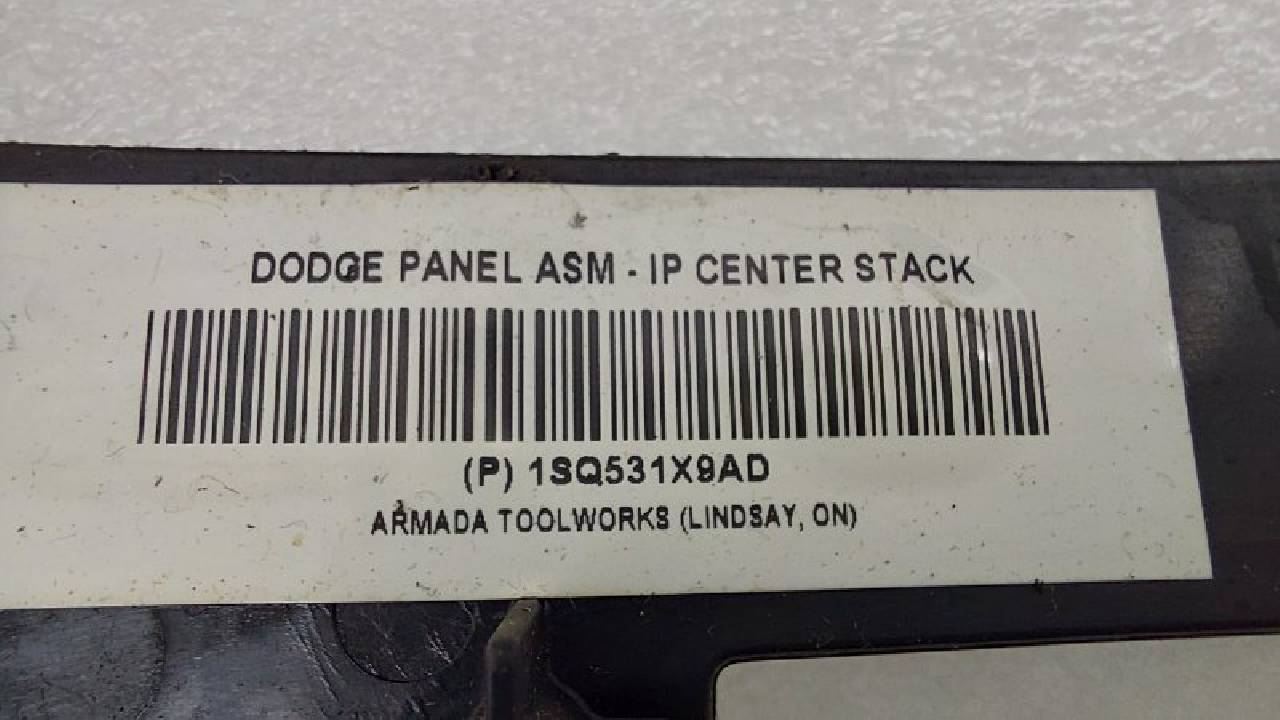 DODGE PANEL ASM - IP CENTER STACK
(P) 1SQ531X9AD
ARMADA TOOLWORKS (LINDSAY, ON)